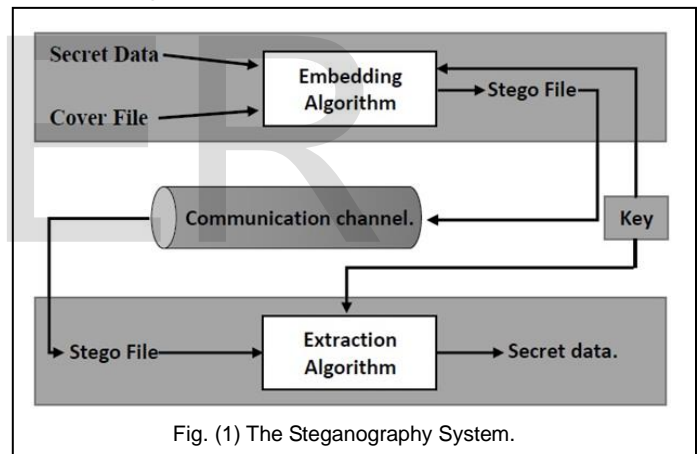 Secret Data
Cover File
Embedding
Algorithm
Stego File
Communication channel.
Key
Stego File
Extraction
Algorithm
Secret data.
Fig. (1) The Steganography System.
ER